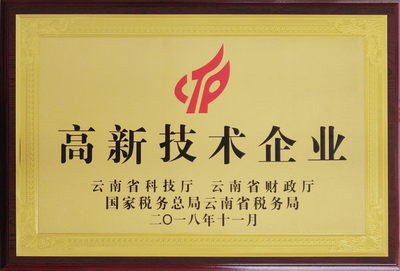 CTP
高新技术企业
云南省科技厅 云南省财政厅
国家税务总局云南省税务局
二〇一八年十一月